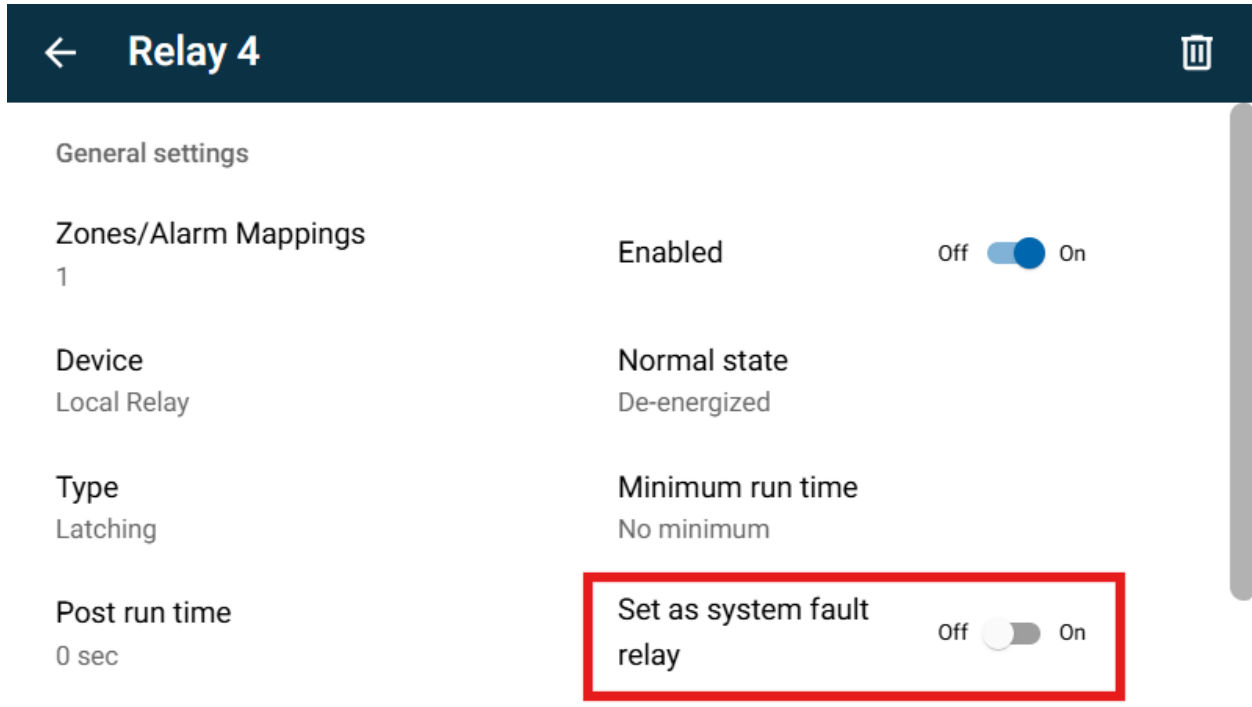 Relay 4
General settings
Zones/Alarm Mappings
1
Enabled
Off On
Device
Local Relay
Normal state
De-energized
Type
Latching
Minimum run time
No minimum
Post run time
0 sec
Set as system fault
relay
Off On